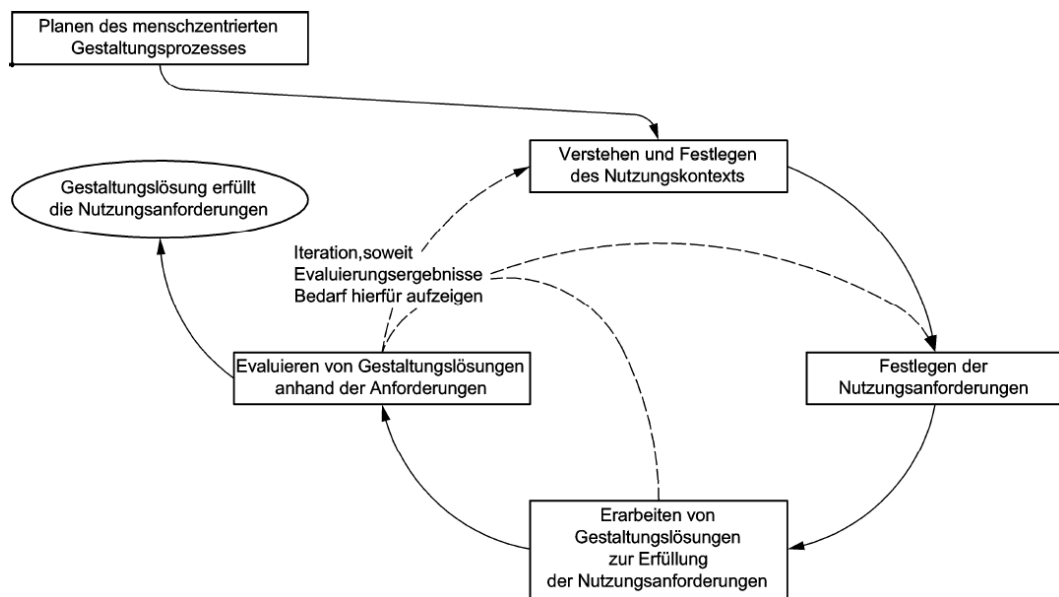 Planen des menschzentrierten
Gestaltungsprozesses
Verstehen und Festlegen
des Nutzungskontexts
Gestaltungslösung erfüllt
die Nutzungsanforderungen
Iteration,soweit
Evaluierungsergebnisse
Bedarf hierfür aufzeigen
Evaluieren von Gestaltungslösungen
anhand der Anforderungen
Festlegen der
Nutzungsanforderungen
Erarbeiten von
Gestaltungslösungen
zur Erfüllung
der Nutzungsanforderungen